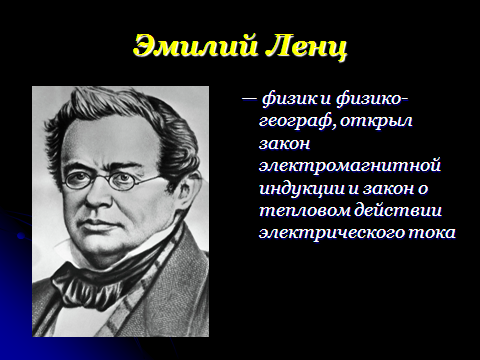 Эмилий Ленц
— физик и физико-
географ, открыл
закон
электромагнитной
индукции и закон о
тепловом действии
электрического тока